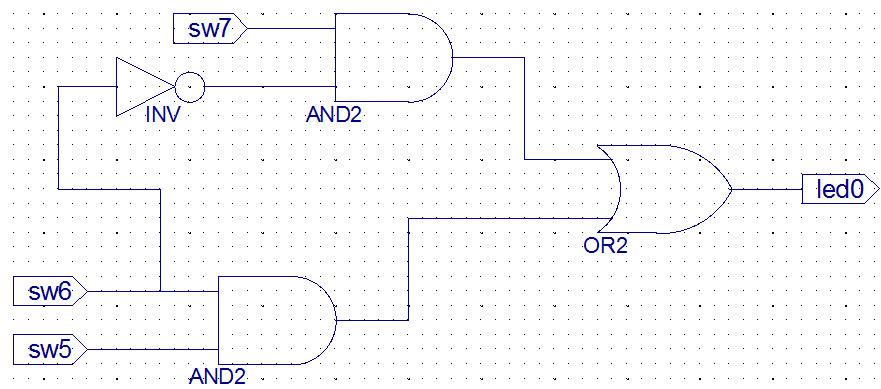 sw7
INV
AND2
led0
OR2
sw6
sw5
AND2